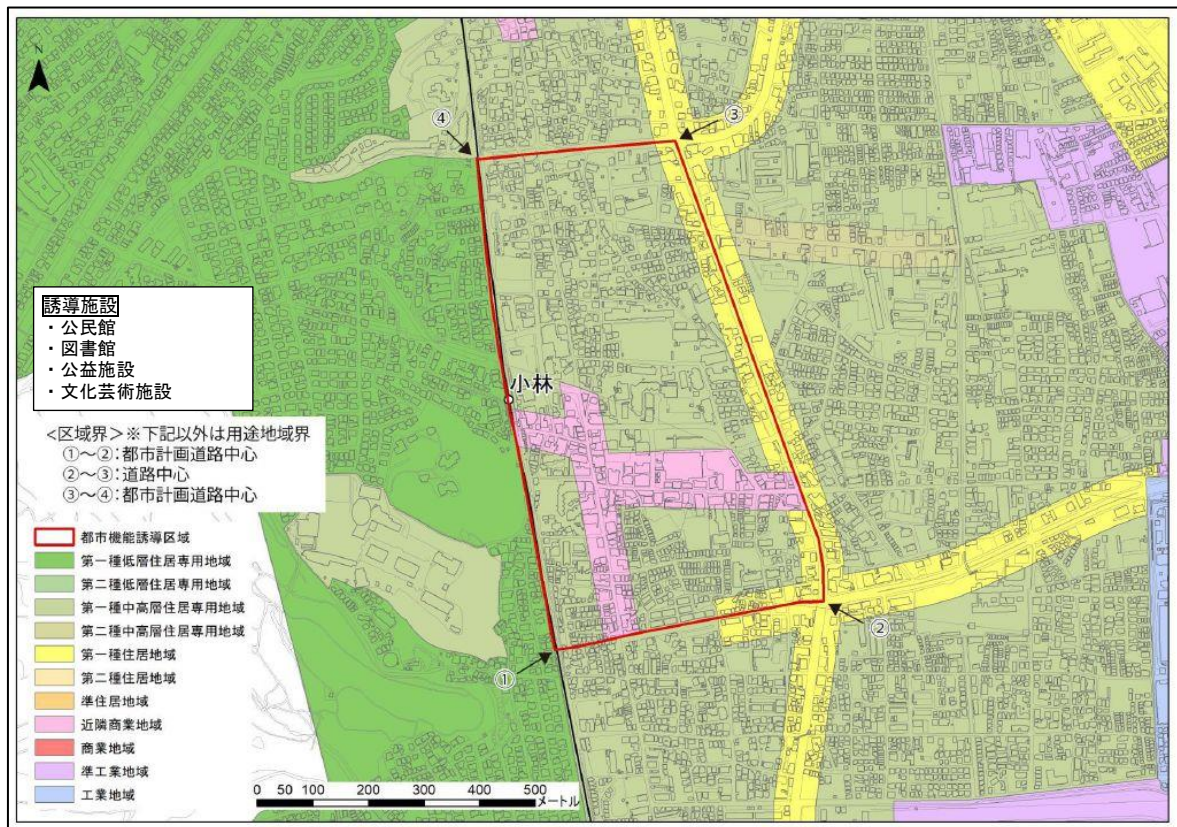 N
④
③
誘導施設
・公民館
・図書館
・公益施設
・文化芸術施設
小林
<区域界>※下記以外は用途地域界
①～②:都市計画道路中心
②～③:道路中心
③～④:都市計画道路中心
都市機能誘導区域
第一種低層住居専用地域
第二種低層住居専用地域
第一種中高層住居専用地域
第二種中高層住居専用地域
第一種住居地域
第二種住居地域
準住居地域
近隣商業地域
商業地域
準工業地域
工業地域
②
①
0 50 100 200 300 400 500
メートル